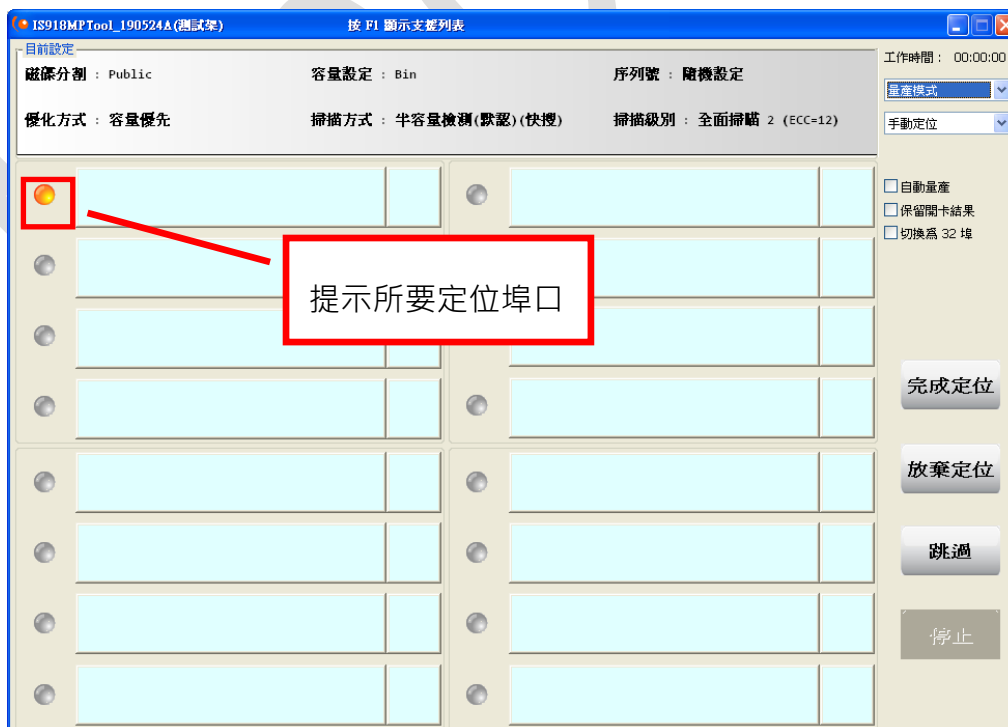 IS918MPTool_190524A(測試架) 按 F1 顯示支援列表
目前設定
磁碟分割 : Public 容量設定 : Bin 序列號 : 隨機設定
優化方式 : 容量優先 掃描方式 : 半容量檢測(默認)(快搜) 掃描級別 : 全面掃瞄 2 (ECC=12)
工作時間： 00:00:00
量產模式
手動定位
自動量產
保留開卡結果
切換爲 32 埠
提示所要定位埠口
完成定位
放棄定位
跳過
停止